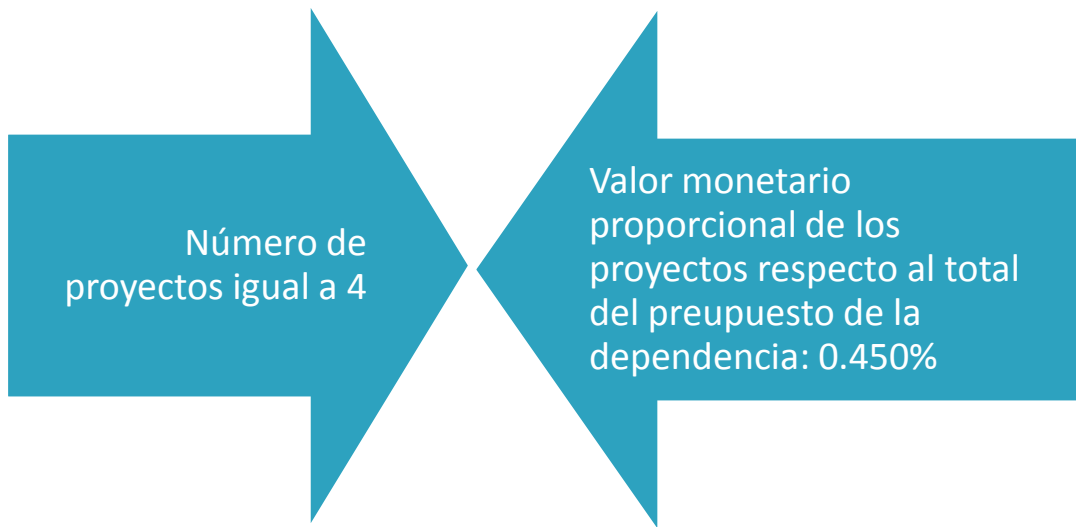 Número de
proyectos igual a 4
Valor monetario
proporcional de los
proyectos respecto al total
del preupuesto de la
dependencia: 0.450%